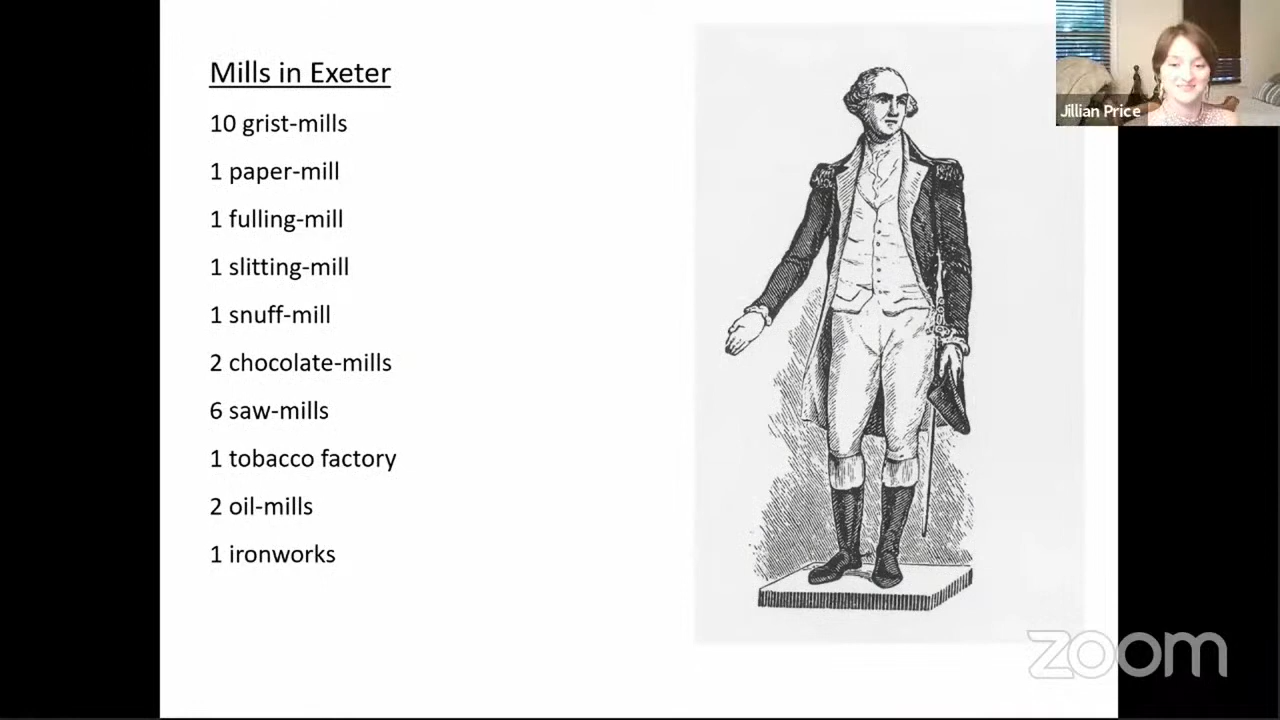 Mills in Exeter
10 grist-mills
1 paper-mill
1 fulling-mill
1 slitting-mill
1 snuff-mill
2 chocolate-mills
6 saw-mills
1 tobacco factory
2 oil-mills
1 ironworks
Jillian Price
zoom